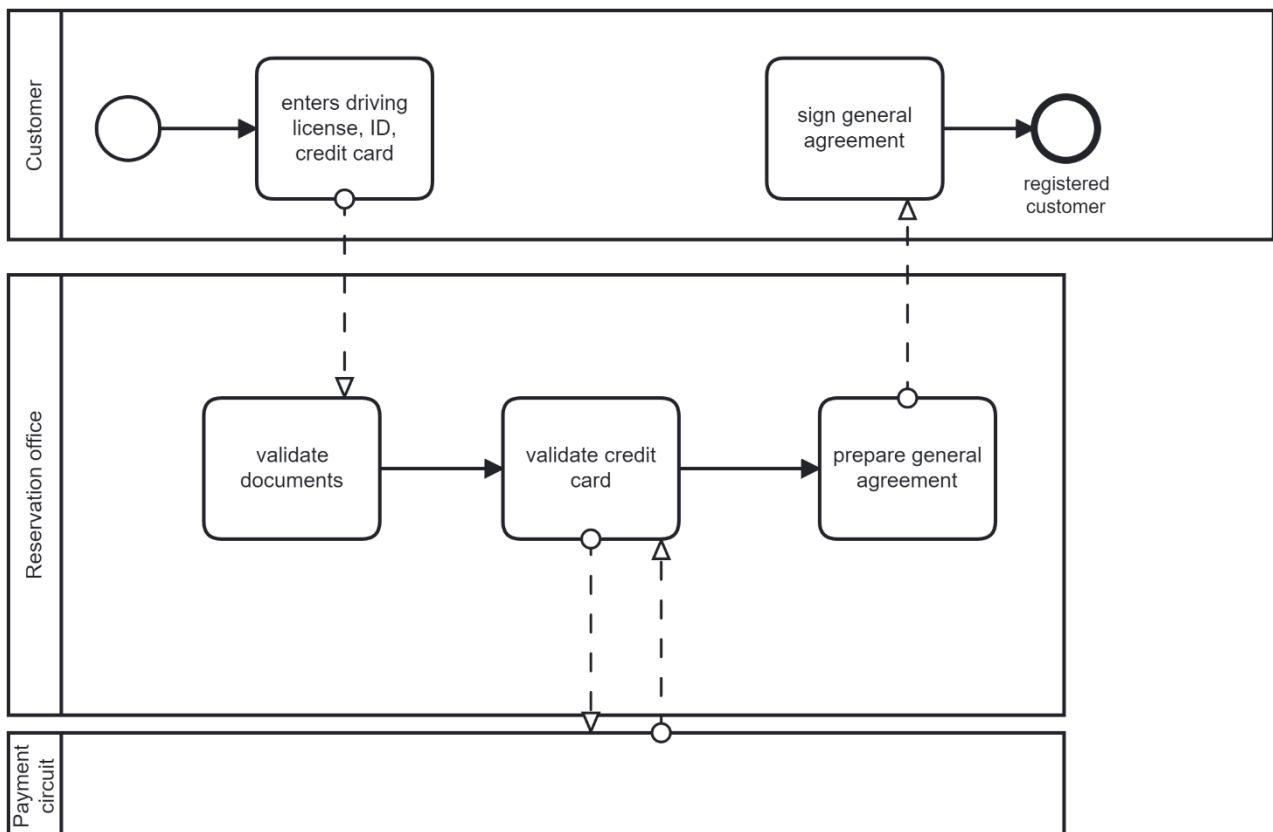 Customer
enters driving
license, ID,
credit card
sign general
agreement
registered
customer
Reservation office
validate
documents
validate credit
card
prepare general
agreement
Payment
circuit